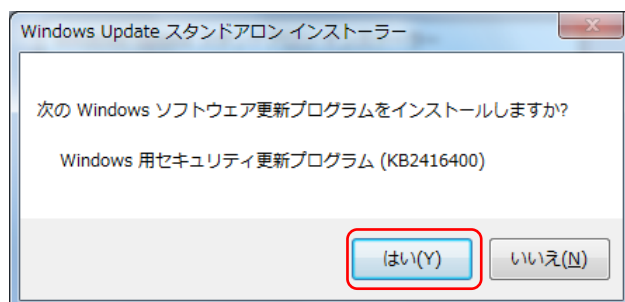 Windows Update スタンドアロン インストーラー
次の Windows ソフトウェア更新プログラムをインストールしますか?
Windows 用セキュリティ更新プログラム (KB2416400)
はい(Y) いいえ(N)